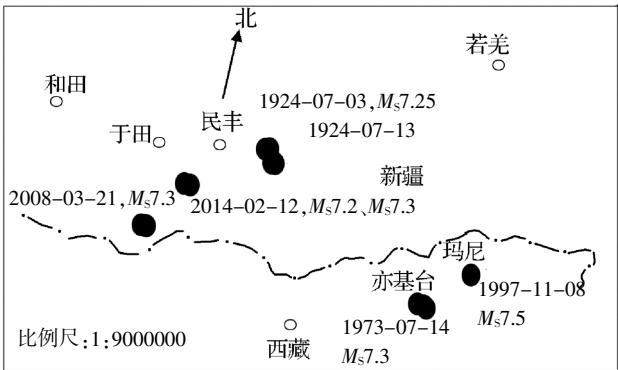 北
若羌
和田
1924-07-03,Ms7.25
民丰
1924-07-13
于田
新疆
2008-03-21,Ms7.3
2014-02-12,Ms7.2、Ms7.3
玛尼
亦基台
1997-11-08
Ms7.5
比例尺:1:9000000
西藏
1973-07-14
Ms7.3